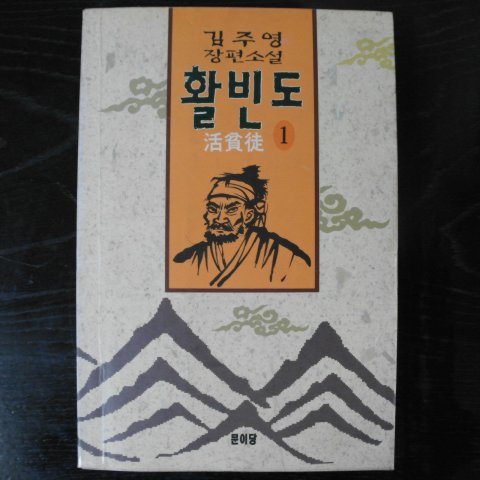 김주영
장편소설
활빈도
活貧徒 1
문이당